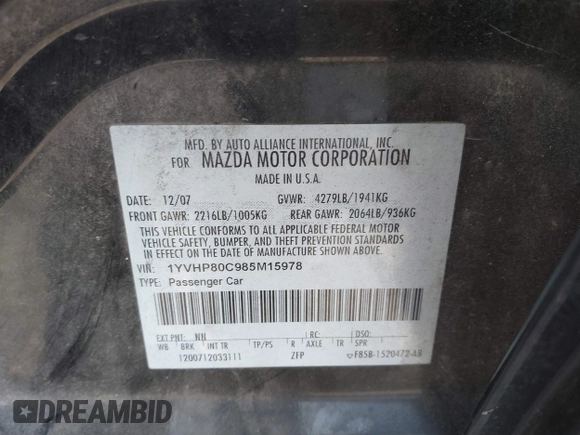 MFD. BY AUTO ALLIANCE INTERNATIONAL, INC.
FOR MAZDA MOTOR CORPORATION
MADE IN U.S.A.
DATE: 12/07 GVWR: 4279LB/1941KG
FRONT GAWR: 2216LB/1005KG REAR GAWR: 2064LB/936KG
THIS VEHICLE CONFORMS TO ALL APPLICABLE FEDERAL MOTOR
VEHICLE SAFETY, BUMPER, AND THEFT PREVENTION STANDARDS
IN EFFECT ON THE DATE OF MANUFACTURE SHOWN ABOVE.
VIN: 1YVHP80C985M15978
TYPE: Passenger Car
EXT PNT: NN RC: DSO:
WB BRK INT TR TP/PS R AXLE TR SPR
1200712033111 ZFP F85B-1520472-AB
DREAMBID